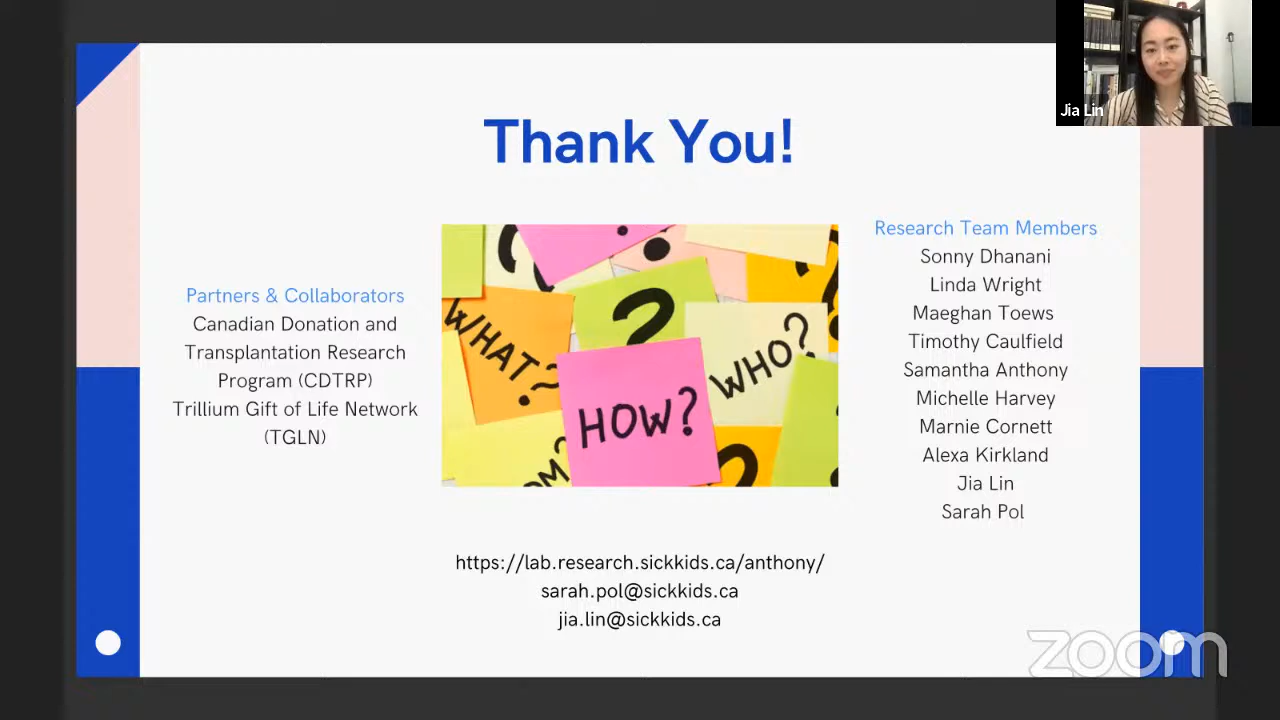 Jia Lin
Thank You!
Partners & Collaborators
Canadian Donation and
Transplantation Research
Program (CDTRP)
Trillium Gift of Life Network
(TGLN)
WHAT?
?
WHO?
HOW?
OM?
?
Research Team Members
Sonny Dhanani
Linda Wright
Maeghan Toews
Timothy Caulfield
Samantha Anthony
Michelle Harvey
Marnie Cornett
Alexa Kirkland
Jia Lin
Sarah Pol
https://lab.research.sickkids.ca/anthony/
sarah.pol@sickkids.ca
jia.lin@sickkids.ca
zoom